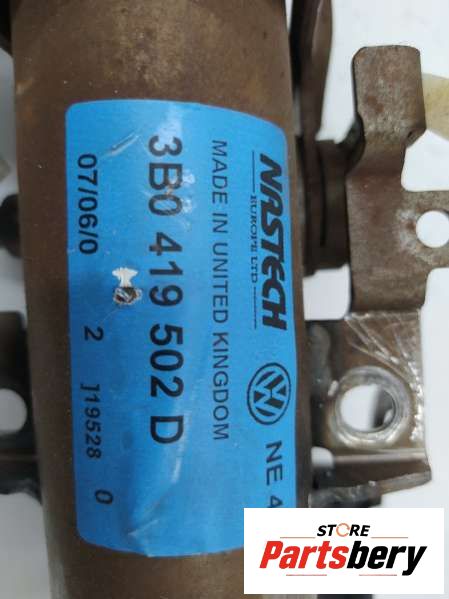 NASTECH
EUROPE LTD
NE 4
MADE IN UNITED KINGDOM
3B0 419 502 D
07/06/0 2 J19528 0
STORE
Partsbery